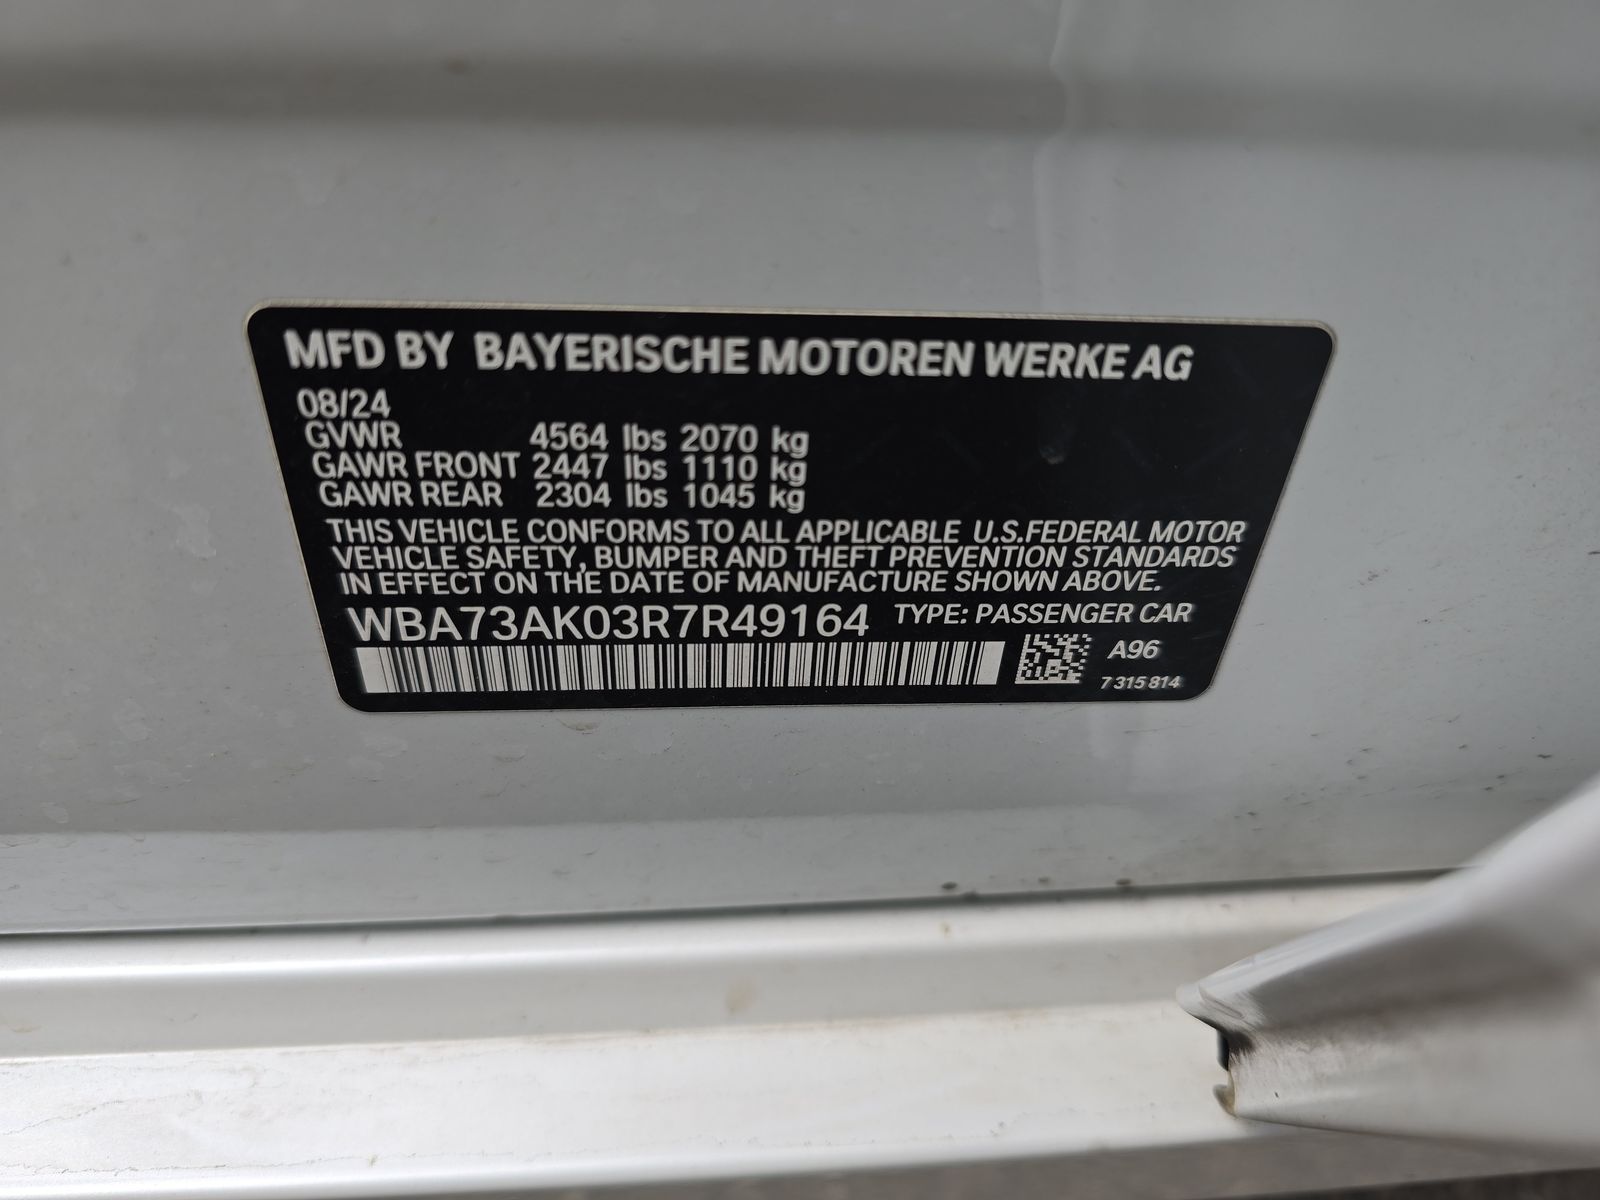 MFD BY BAYERISCHE MOTOREN WERKE AG
08/24
GVWR 4564 lbs 2070 kg
GAWR FRONT 2447 lbs 1110 kg
GAWR REAR 2304 lbs 1045 kg
THIS VEHICLE CONFORMS TO ALL APPLICABLE U.S.FEDERAL MOTOR
VEHICLE SAFETY, BUMPER AND THEFT PREVENTION STANDARDS
IN EFFECT ON THE DATE OF MANUFACTURE SHOWN ABOVE.
WBA73AK03R7R49164 TYPE: PASSENGER CAR
A96
7 315 814